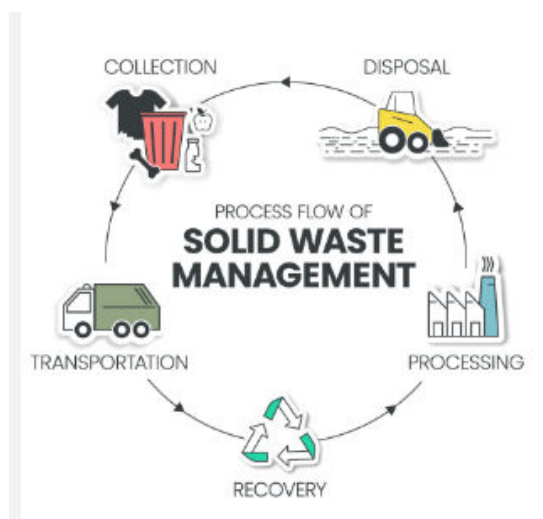 COLLECTION
DISPOSAL
PROCESS FLOW OF
SOLID WASTE
MANAGEMENT
TRANSPORTATION
PROCESSING
RECOVERY